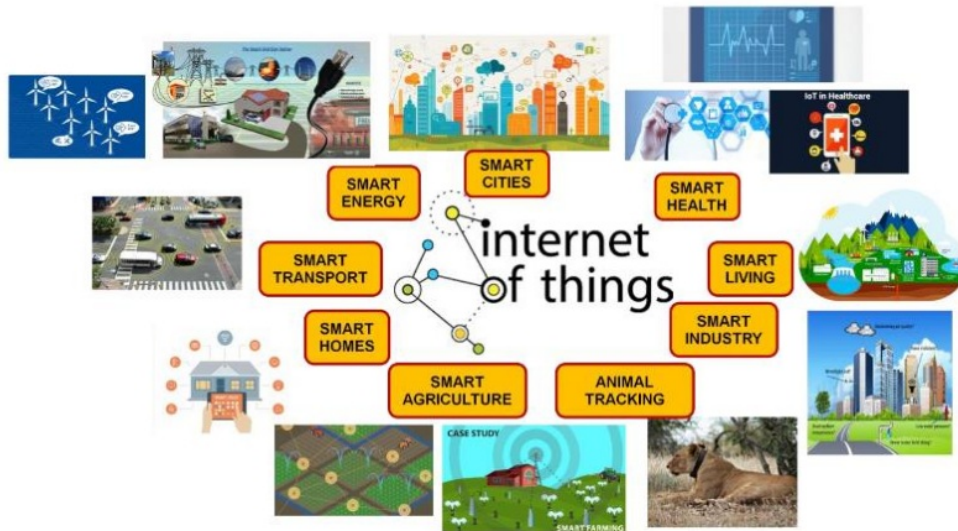 IoT in Healthcare
SMART
ENERGY
SMART
CITIES
SMART
HEALTH
SMART
TRANSPORT
internet
of things
SMART
LIVING
SMART
HOMES
SMART
INDUSTRY
SMART
AGRICULTURE
ANIMAL
TRACKING
CASE STUDY
SMART FARMING